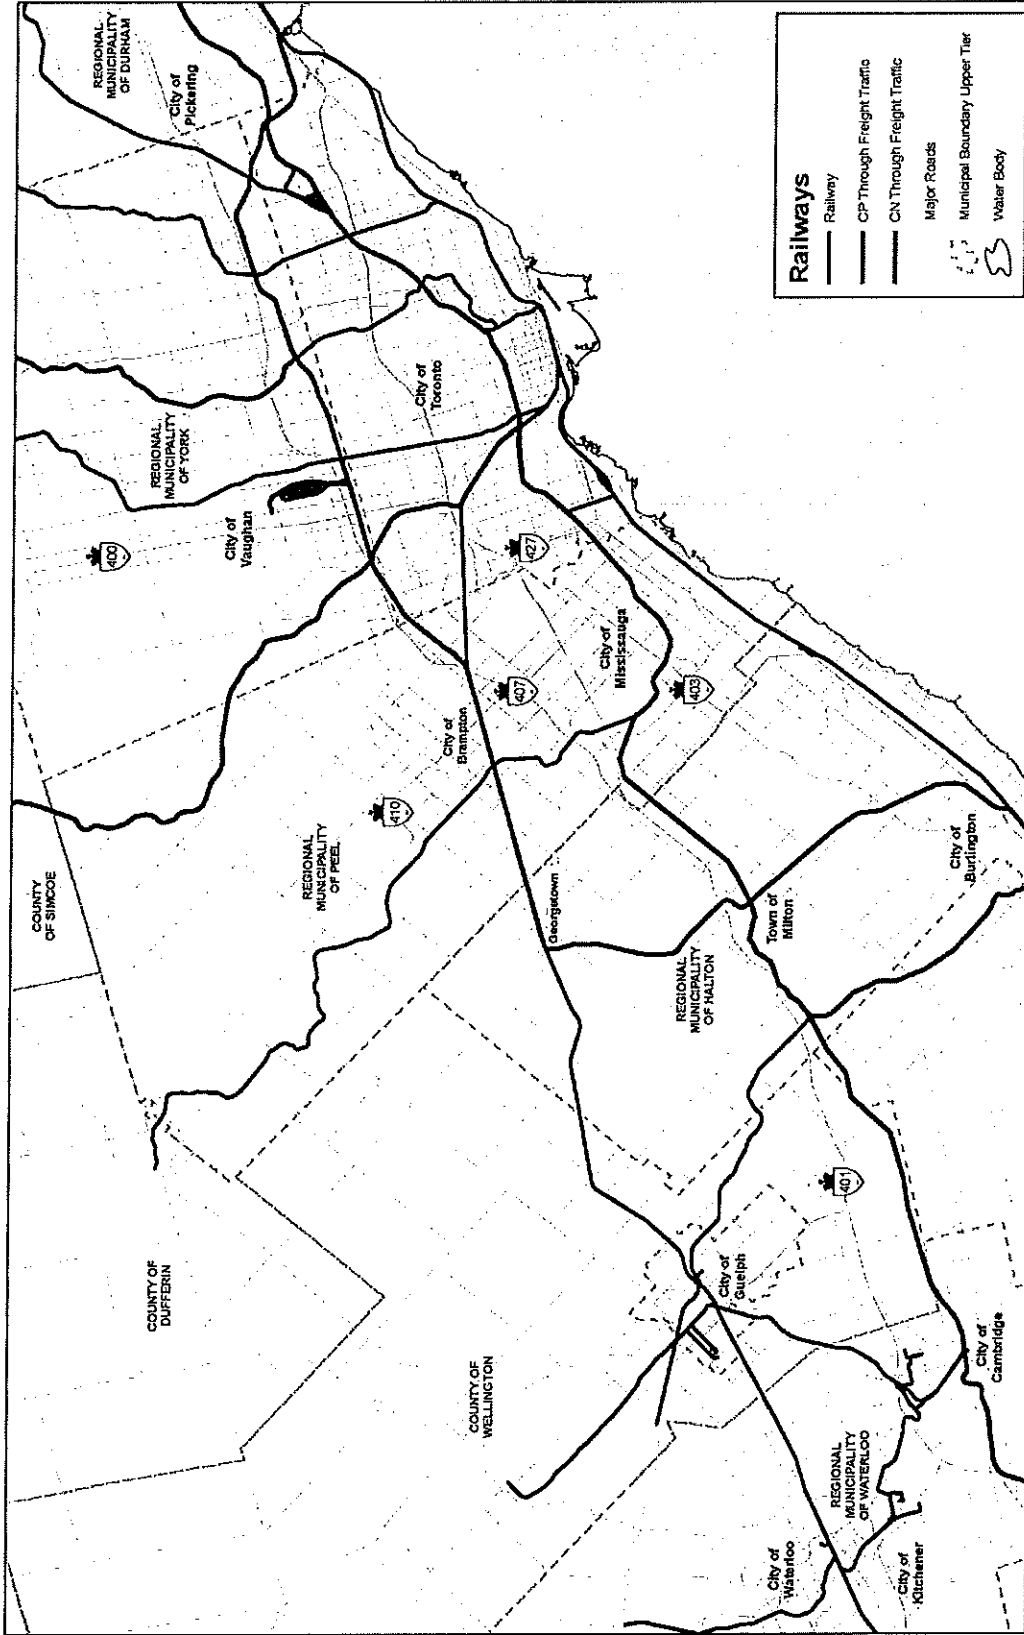 COUNTY OF
DUFFERIN
COUNTY
OF SIMCOE
REGIONAL
MUNICIPALITY
OF PEEL
410
400
City of
Vaughan
REGIONAL
MUNICIPALITY
OF YORK
REGIONAL
MUNICIPALITY
OF DURHAM
City of
Pickering
COUNTY OF
WELLINGTON
Georgetown
City of
Brampton
407
427
City of
Toronto
City of
Mississauga
403
REGIONAL
MUNICIPALITY
OF HALTON
Town of
Milton
City of
Guelph
401
City of
Waterloo
REGIONAL
MUNICIPALITY
OF WATERLOO
City of
Kitchener
City of
Cambridge
City of
Burlington
Railways
Railway
CP Through Freight Traffic
CN Through Freight Traffic
Major Roads
Municipal Boundary Upper Tier
Water Body